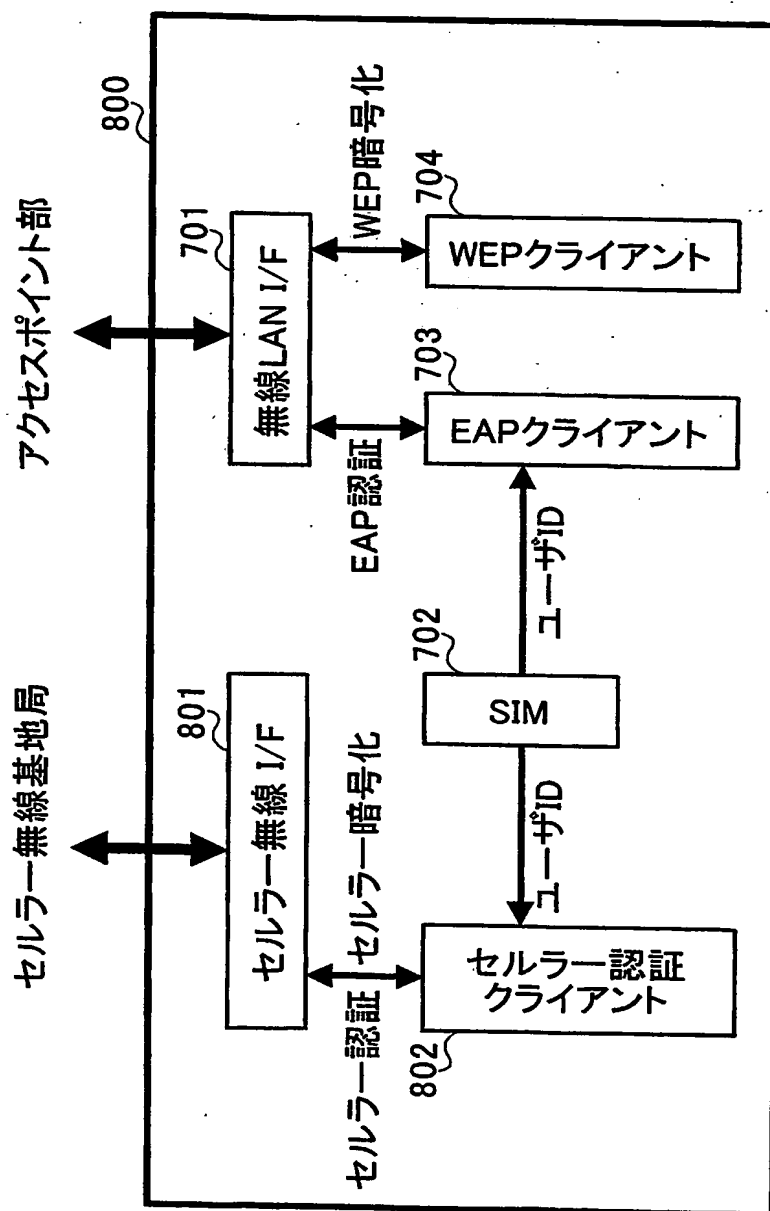 セルラー無線基地局
アクセスポイント部
800
801
セルラー無線 I/F
701
無線LAN I/F
セルラー認証
セルラー暗号化
EAP認証
WEP暗号化
802
セルラー認証
クライアント
ユーザID
702
SIM
ユーザID
703
EAPクライアント
704
WEPクライアント